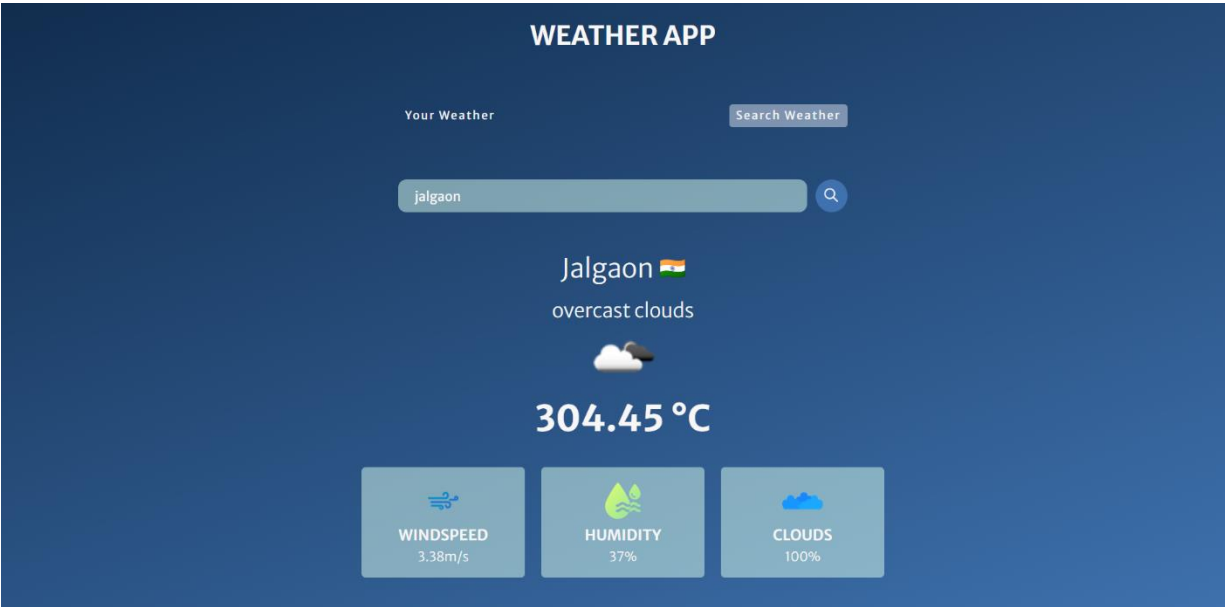 WEATHER APP
Your Weather
Search Weather
jalgaon
Jalgaon 🇮🇳
overcast clouds
304.45 °C
WINDSPEED
3.38m/s
HUMIDITY
37%
CLOUDS
100%